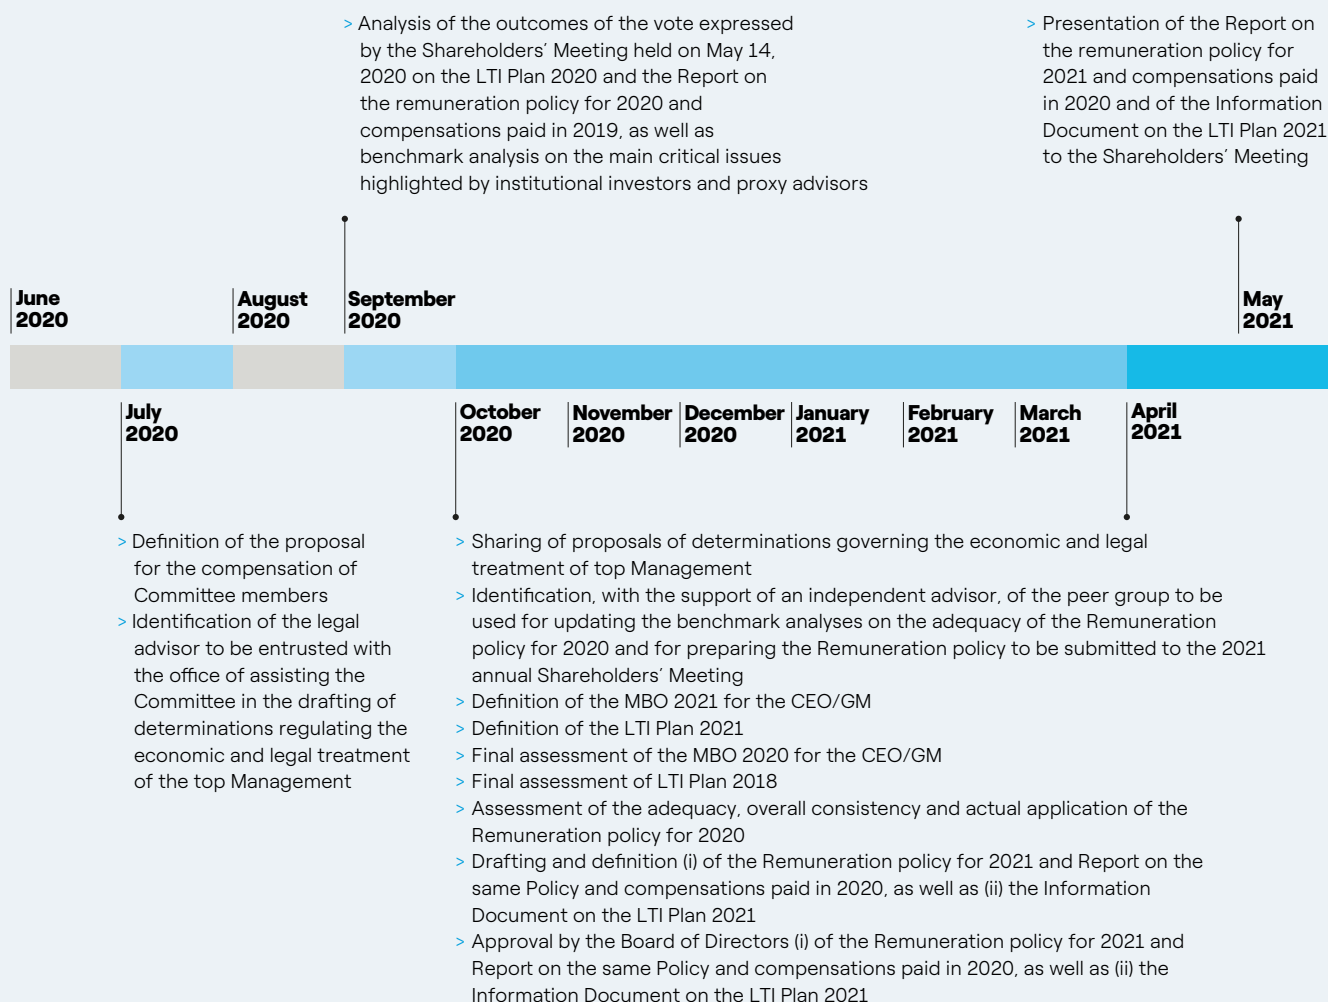 > Analysis of the outcomes of the vote expressed
by the Shareholders’ Meeting held on May 14,
2020 on the LTI Plan 2020 and the Report on
the remuneration policy for 2020 and
compensations paid in 2019, as well as
benchmark analysis on the main critical issues
highlighted by institutional investors and proxy advisors
> Presentation of the Report on
the remuneration policy for
2021 and compensations paid
in 2020 and of the Information
Document on the LTI Plan 2021
to the Shareholders’ Meeting
June
2020
August
2020
September
2020
May
2021
July
2020
October
2020
November
2020
December
2020
January
2021
February
2021
March
2021
April
2021
> Definition of the proposal
for the compensation of
Committee members
> Identification of the legal
advisor to be entrusted with
the office of assisting the
Committee in the drafting of
determinations regulating the
economic and legal treatment
of the top Management
> Sharing of proposals of determinations governing the economic and legal
treatment of top Management
> Identification, with the support of an independent advisor, of the peer group to be
used for updating the benchmark analyses on the adequacy of the Remuneration
policy for 2020 and for preparing the Remuneration policy to be submitted to the 2021
annual Shareholders’ Meeting
> Definition of the MBO 2021 for the CEO/GM
> Definition of the LTI Plan 2021
> Final assessment of the MBO 2020 for the CEO/GM
> Final assessment of LTI Plan 2018
> Assessment of the adequacy, overall consistency and actual application of the
Remuneration policy for 2020
> Drafting and definition (i) of the Remuneration policy for 2021 and Report on the
same Policy and compensations paid in 2020, as well as (ii) the Information
Document on the LTI Plan 2021
> Approval by the Board of Directors (i) of the Remuneration policy for 2021 and
Report on the same Policy and compensations paid in 2020, as well as (ii) the
Information Document on the LTI Plan 2021